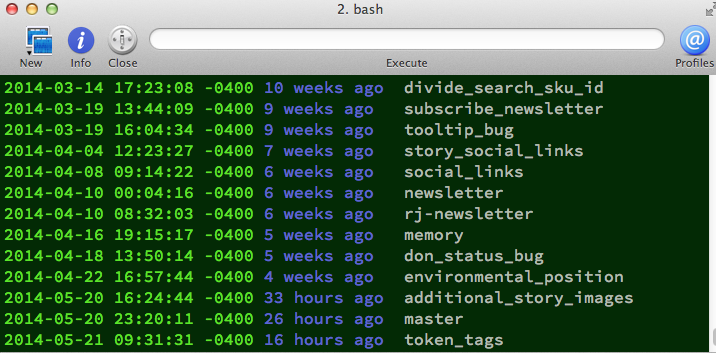 2. bash
New Info Close Execute Profiles
2014-03-14 17:23:08 -0400 10 weeks ago divide_search_sku_id
2014-03-19 13:44:09 -0400 9 weeks ago subscribe_newsletter
2014-03-19 16:04:34 -0400 9 weeks ago tooltip_bug
2014-04-04 12:23:27 -0400 7 weeks ago story_social_links
2014-04-08 09:14:22 -0400 6 weeks ago social_links
2014-04-10 00:04:16 -0400 6 weeks ago newsletter
2014-04-10 08:32:03 -0400 6 weeks ago rj-newsletter
2014-04-16 19:15:17 -0400 5 weeks ago memory
2014-04-18 13:50:14 -0400 5 weeks ago don_status_bug
2014-04-22 16:57:44 -0400 4 weeks ago environmental_position
2014-05-20 16:24:44 -0400 33 hours ago additional_story_images
2014-05-20 23:20:11 -0400 26 hours ago master
2014-05-21 09:31:31 -0400 16 hours ago token_tags